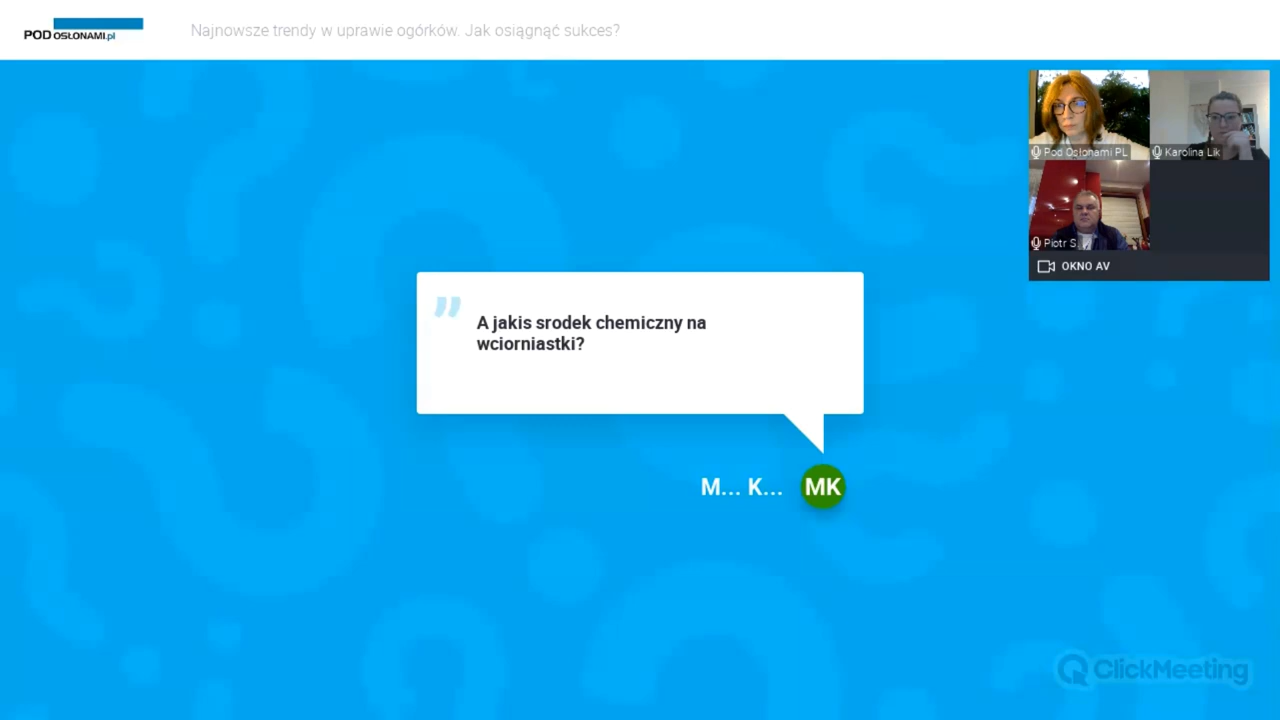 POD OSŁONAMI.pl
Najnowsze trendy w uprawie ogórków. Jak osiągnąć sukces?
Pod Osłonami PL
Karolina Lik
Piotr S.
OKNO AV
A jakis srodek chemiczny na
wciorniastki?
M... K...
MK
ClickMeeting